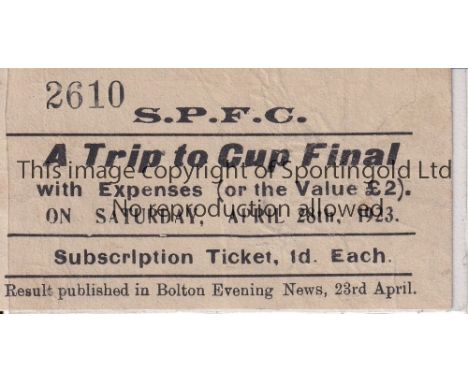 2610
S.P.F.C.
A Trip to Cup Final
This image copyright of Sportingold Ltd
with Expenses (or the Value £2).
No reproduction allowed
ON SATURDAY, APRIL 28th, 1923.
Subscription Ticket, 1d. Each.
Result published in Bolton Evening News, 23rd April.